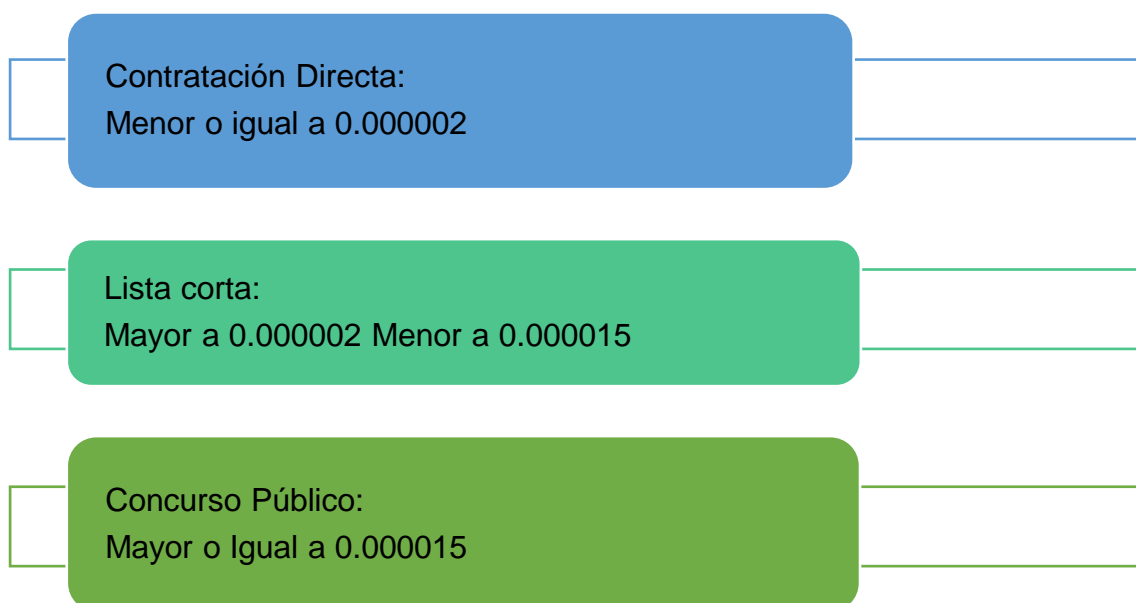 Contratación Directa:
Menor o igual a 0.000002
Lista corta:
Mayor a 0.000002 Menor a 0.000015
Concurso Público:
Mayor o Igual a 0.000015